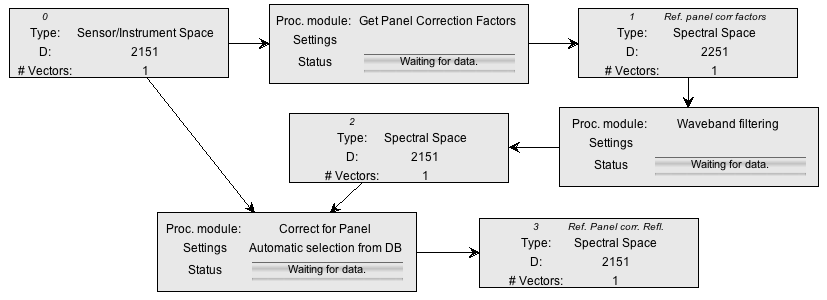 0
Type: Sensor/Instrument Space
D: 2151
# Vectors: 1
Proc. module: Get Panel Correction Factors
Settings
Status Waiting for data.
1 Ref. panel corr factors
Type: Spectral Space
D: 2251
# Vectors: 1
2
Type: Spectral Space
D: 2151
# Vectors: 1
Proc. module: Waveband filtering
Settings
Status Waiting for data.
Proc. module: Correct for Panel
Settings Automatic selection from DB
Status Waiting for data.
3 Ref. Panel corr. Refl.
Type: Spectral Space
D: 2151
# Vectors: 1